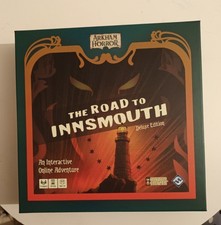 ARKHAM
HORROR
THE ROAD TO
INNSMOUTH
Deluxe Edition
An Interactive
Online Adventure